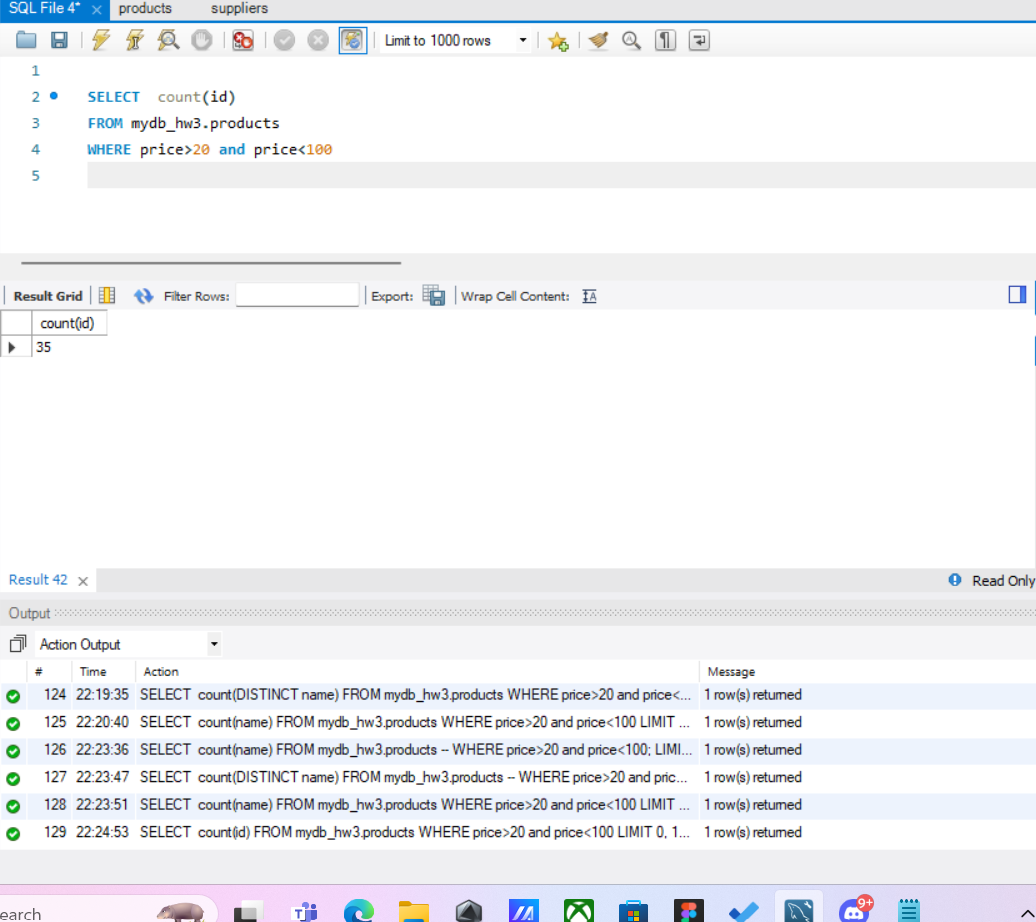 SQL File 4* products suppliers
Limit to 1000 rows
1
2 SELECT  count(id)
3 FROM mydb_hw3.products
4 WHERE price>20 and price<100
5
Result Grid Filter Rows: Export: Wrap Cell Content:
count(id)
35
Result 42 Read Only
Output
Action Output
# Time Action Message
124 22:19:35 SELECT  count(DISTINCT name) FROM mydb_hw3.products WHERE price>20 and price<... 1 row(s) returned
125 22:20:40 SELECT  count(name) FROM mydb_hw3.products WHERE price>20 and price<100 LIMIT ... 1 row(s) returned
126 22:23:36 SELECT  count(name) FROM mydb_hw3.products -- WHERE price>20 and price<100; LIMI... 1 row(s) returned
127 22:23:47 SELECT  count(DISTINCT name) FROM mydb_hw3.products -- WHERE price>20 and pric... 1 row(s) returned
128 22:23:51 SELECT  count(name) FROM mydb_hw3.products WHERE price>20 and price<100 LIMIT ... 1 row(s) returned
129 22:24:53 SELECT  count(id) FROM mydb_hw3.products WHERE price>20 and price<100 LIMIT 0, 1... 1 row(s) returned
earch 9+